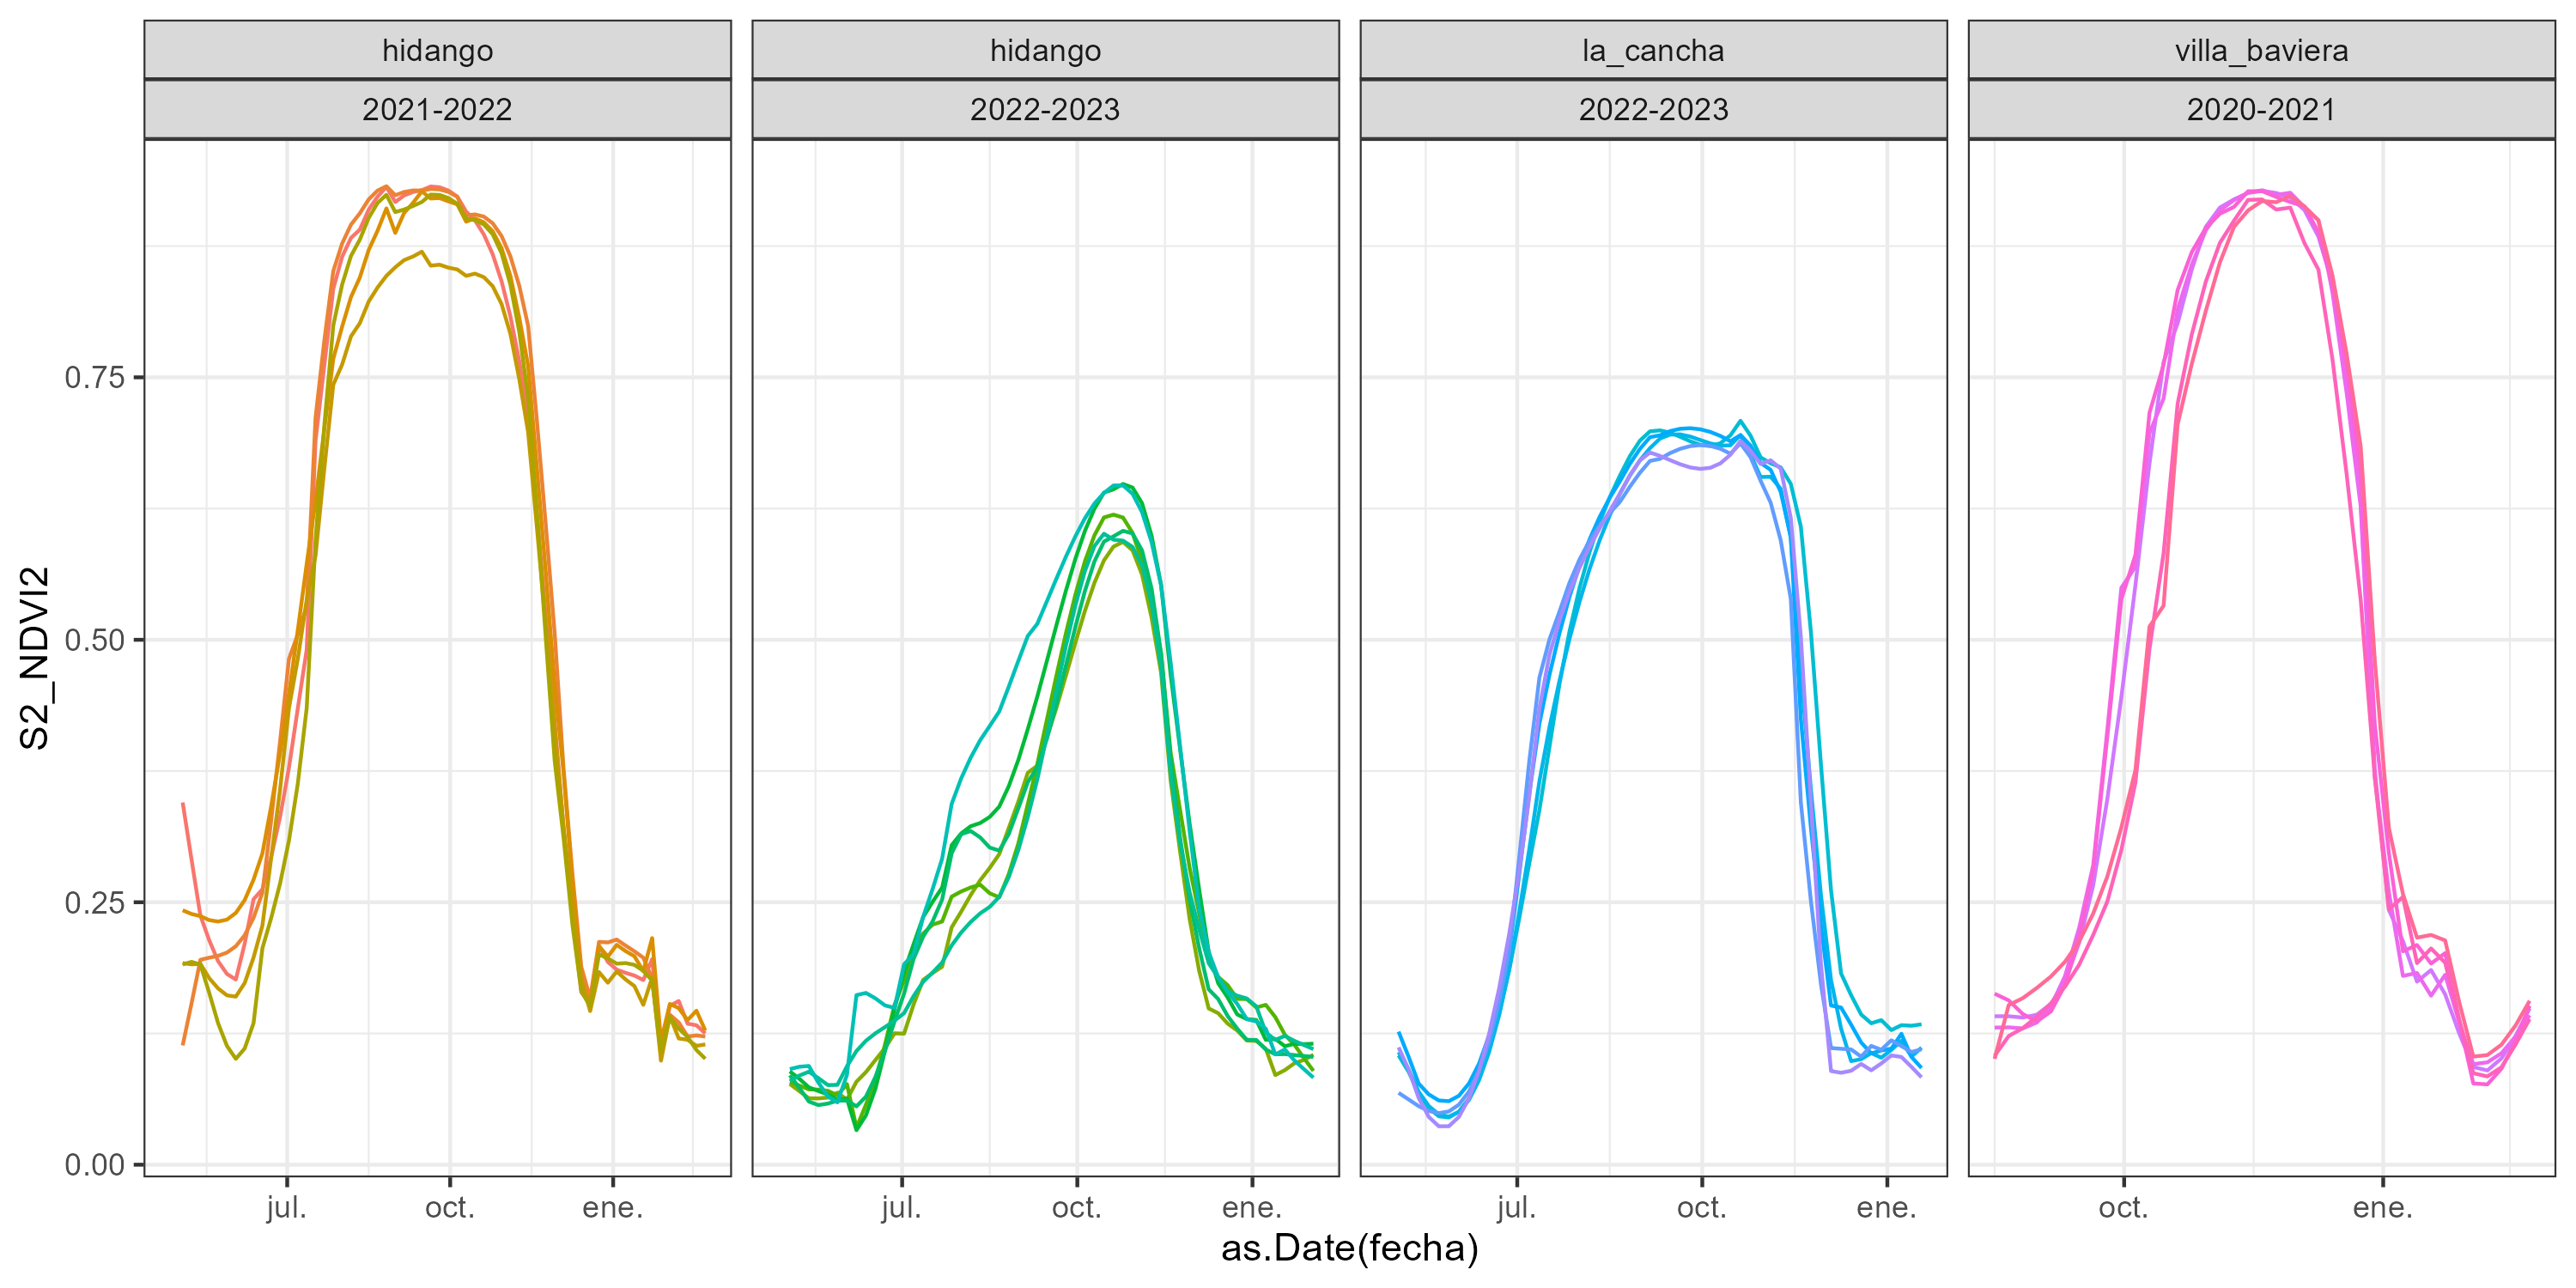 hidango
hidango
la_cancha
villa_baviera
2021-2022
2022-2023
2022-2023
2020-2021
S2_NDVI2
0.75
0.50
0.25
0.00
jul.
oct.
ene.
jul.
oct.
ene.
jul.
oct.
ene.
oct.
ene.
as.Date(fecha)